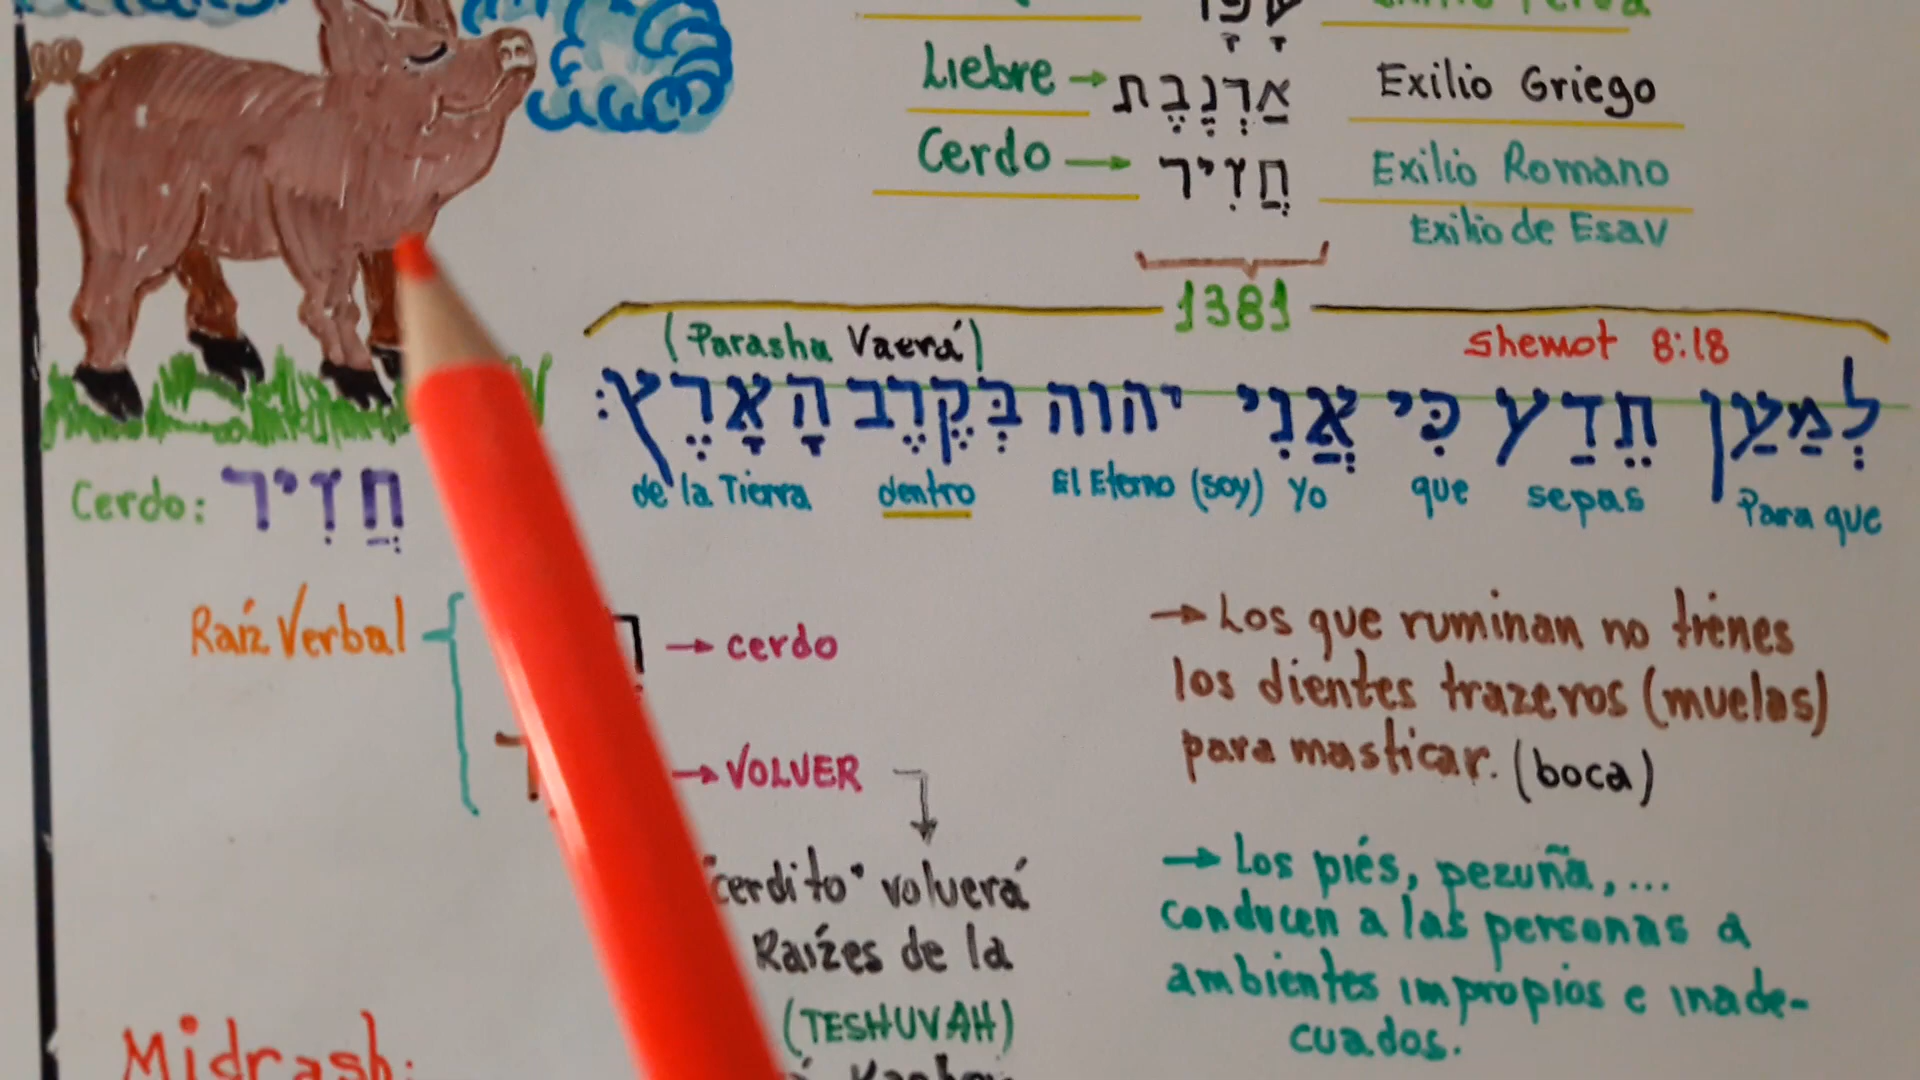 Liebre → אַרְנֶבֶת Exilio Griego
Cerdo → חֲזִיר Exilio Romano
Exilio de Esav
1381
(Parasha Vaerá) Shemot 8:18
לְמַעַן תֵּדַע כִּי אֲנִי יהוה בְּקֶרֶב הָאָרֶץ:
de la Tierra dentro El Eterno (soy) Yo que sepas Para que
Cerdo: חֲזִיר
Raíz Verbal
→ cerdo
→ VOLVER
"cerdito" volverá
Raízes de la
(TESHUVAH)
→ Los que ruminan no tienes
los dientes trazeros (muelas)
para masticar. (boca)
→ Los piés, pezuña,...
conducen a las personas a
ambientes impropios e inade-
cuados.
Midrash: